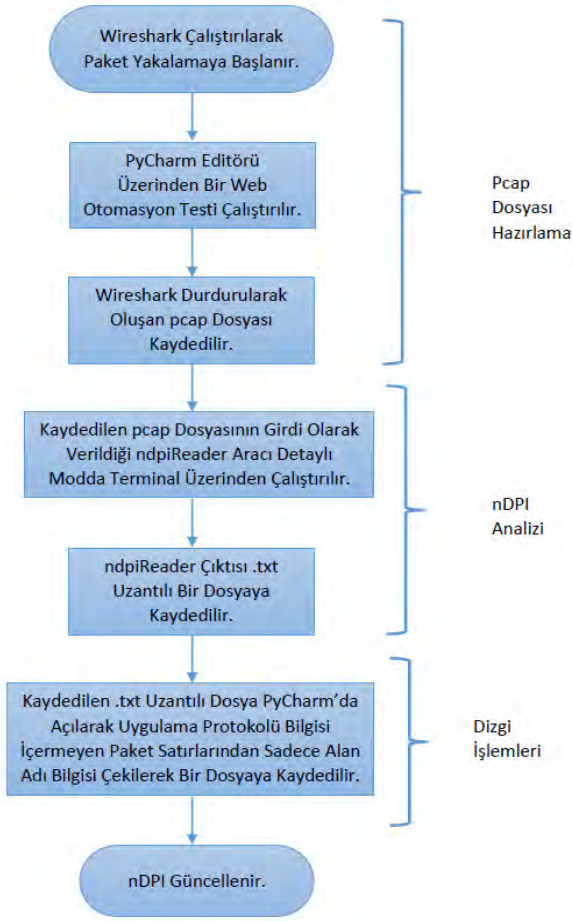 Wireshark Çalıştırılarak
Paket Yakalamaya Başlanır.
PyCharm Editörü
Üzerinden Bir Web
Otomasyon Testi Çalıştırılır.
Wireshark Durdurularak
Oluşan pcap Dosyası
Kaydedilir.
Pcap
Dosyası
Hazırlama
Kaydedilen pcap Dosyasının Girdi Olarak
Verildiği ndpiReader Aracı Detaylı
Modda Terminal Üzerinden Çalıştırılır.
ndpiReader Çıktısı .txt
Uzantılı Bir Dosyaya
Kaydedilir.
nDPI
Analizi
Kaydedilen .txt Uzantılı Dosya PyCharm’da
Açılarak Uygulama Protokolü Bilgisi
İçermeyen Paket Satırlarından Sadece Alan
Adı Bilgisi Çekilerek Bir Dosyaya Kaydedilir.
Dizgi
İşlemleri
nDPI Güncellenir.